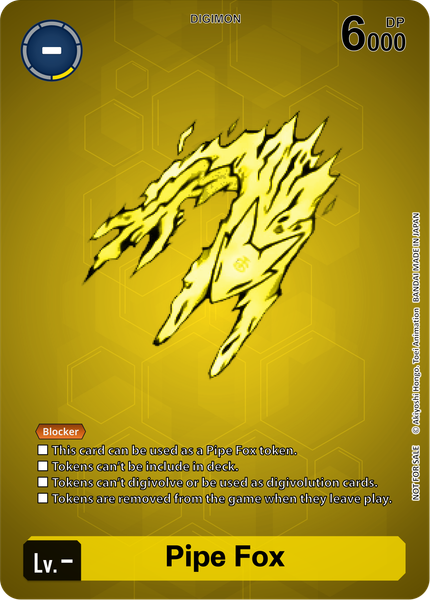 DIGIMON
DP
6000
-
Blocker
□ This card can be used as a Pipe Fox token.
□ Tokens can't be include in deck.
□ Tokens can't digivolve or be used as digivolution cards.
□ Tokens are removed from the game when they leave play.
NOT FOR SALE © Akiyoshi Hongo, Toei Animation BANDAI MADE IN JAPAN
Lv.-
Pipe Fox